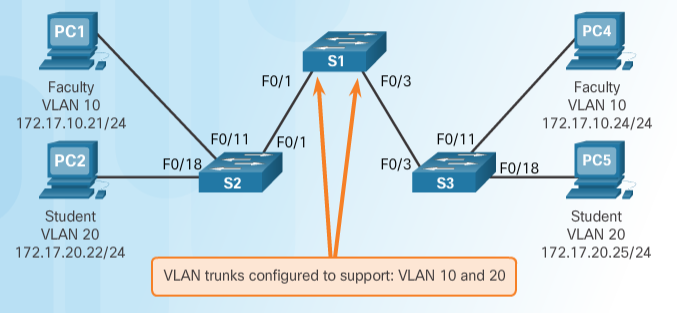 PC1
Faculty
VLAN 10
172.17.10.21/24
PC2
Student
VLAN 20
172.17.20.22/24
F0/11
F0/18
F0/1
S2
F0/1
S1
F0/3
F0/3
S3
F0/11
F0/18
PC4
Faculty
VLAN 10
172.17.10.24/24
PC5
Student
VLAN 20
172.17.20.25/24
VLAN trunks configured to support: VLAN 10 and 20